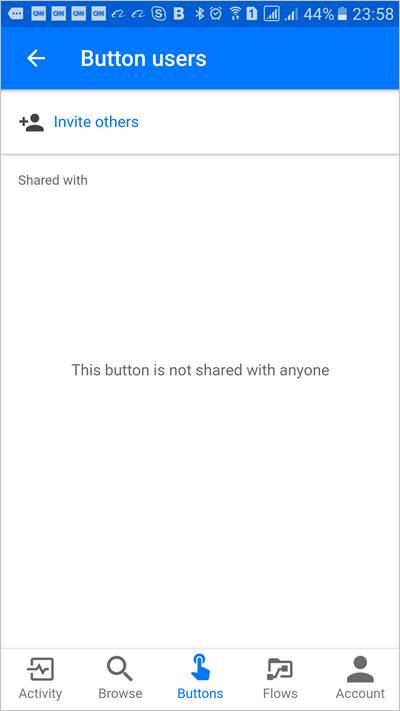 CNN CNN CNN CNN S B 1 44% 23:58
Button users
Invite others
Shared with
This button is not shared with anyone
Activity Browse Buttons Flows Account